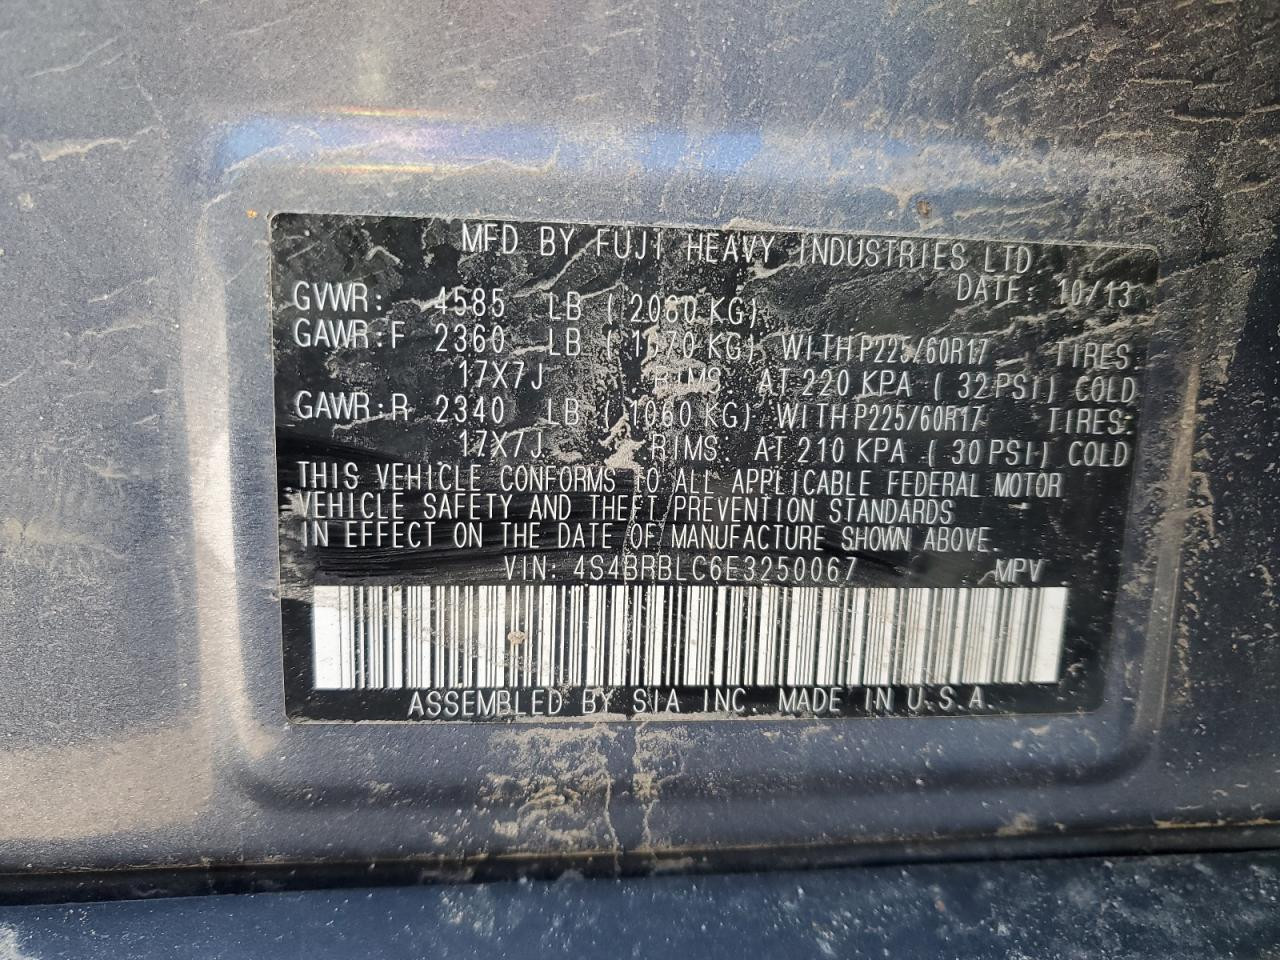 MFD BY FUJI HEAVY INDUSTRIES LTD.
DATE: 10/13
GVWR: 4585 LB ( 2080 KG)
GAWR:F 2360 LB ( 1070 KG) WITH P225/60R17 TIRES:
17X7J RIMS: AT 220 KPA ( 32 PSI) COLD
GAWR:R 2340 LB ( 1060 KG) WITH P225/60R17 TIRES:
17X7J RIMS: AT 210 KPA ( 30 PSI) COLD
THIS VEHICLE CONFORMS TO ALL APPLICABLE FEDERAL MOTOR
VEHICLE SAFETY AND THEFT PREVENTION STANDARDS
IN EFFECT ON THE DATE OF MANUFACTURE SHOWN ABOVE.
VIN: 4S4BRBLC6E3250067 MPV
ASSEMBLED BY SIA INC. MADE IN U.S.A.